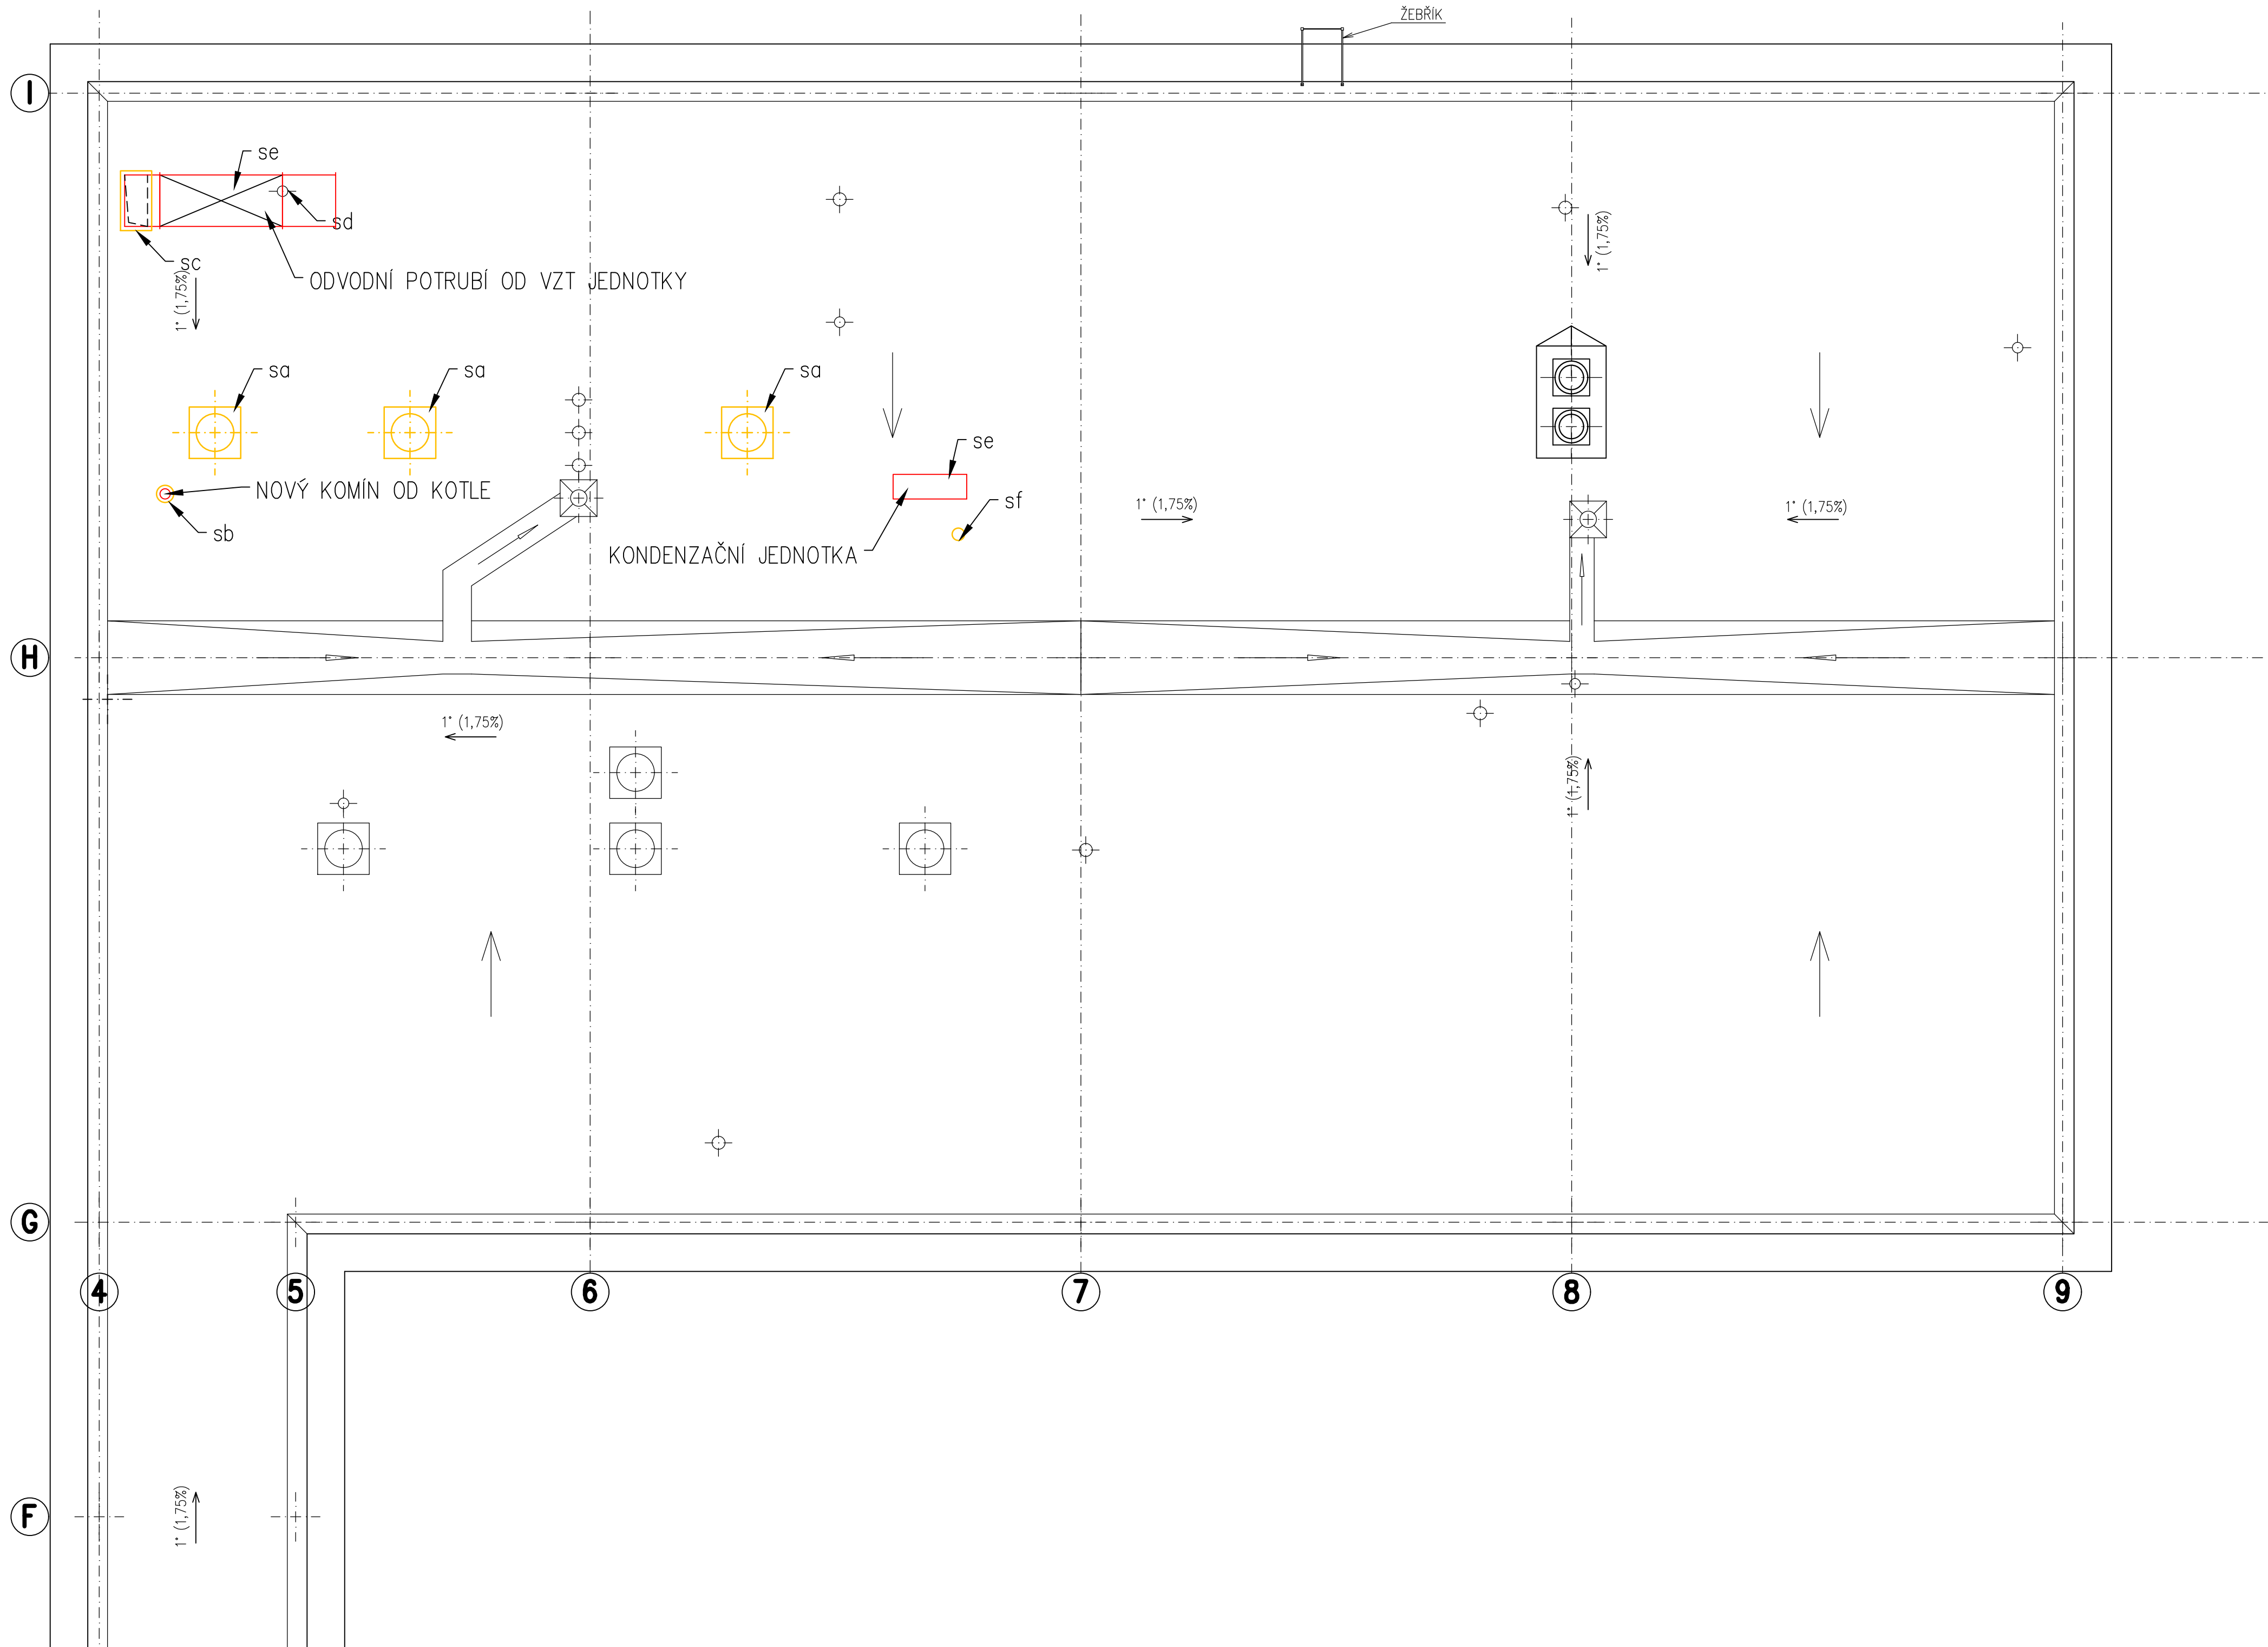 ŽEBŘÍK
I
se
sd
sc
ODVODNÍ POTRUBÍ OD VZT JEDNOTKY
1° (1,75%)
1° (1,75%)
sa
sa
sa
se
NOVÝ KOMÍN OD KOTLE
sf
sb
KONDENZAČNÍ JEDNOTKA
1° (1,75%)
1° (1,75%)
H
1° (1,75%)
1° (1,75%)
G
4
5
6
7
8
9
F
1° (1,75%)